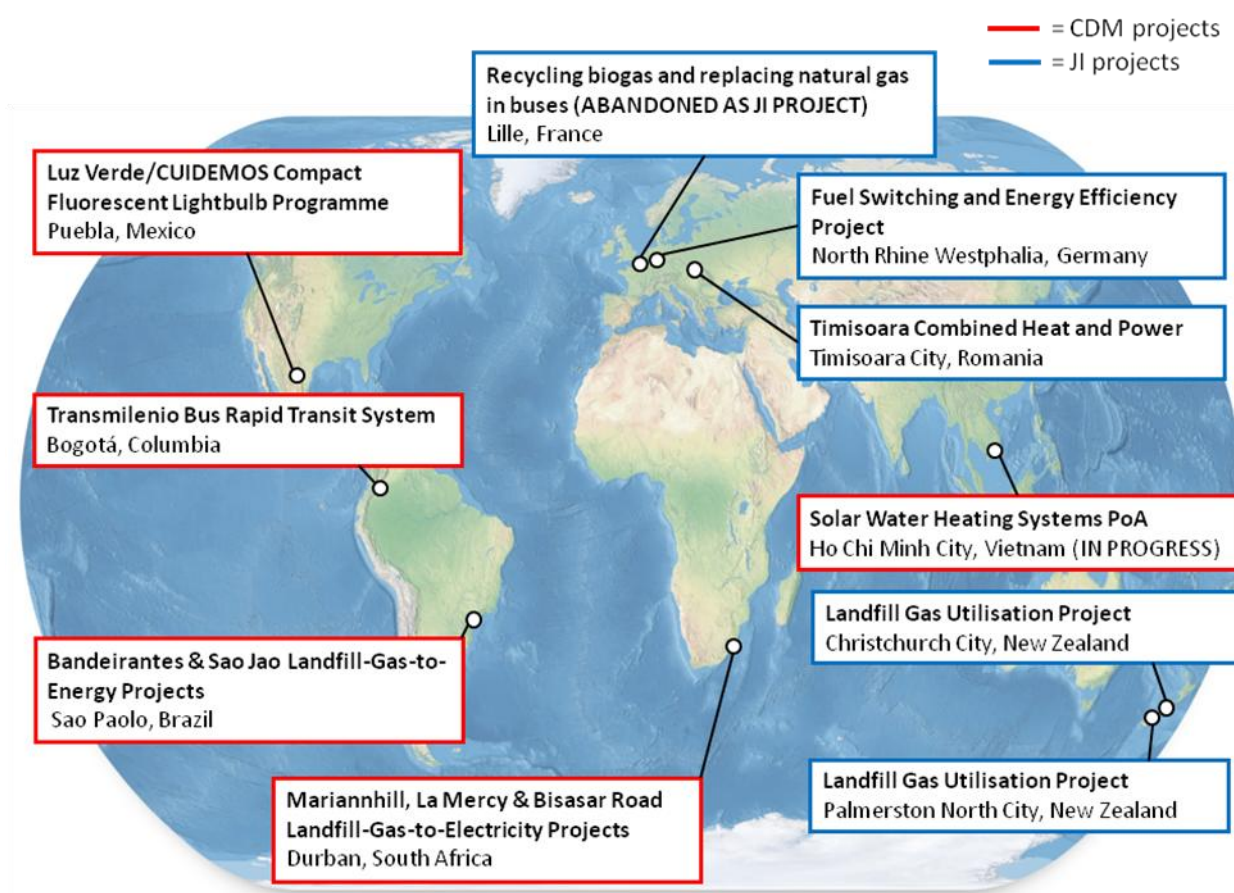 = CDM projects
= JI projects
Recycling biogas and replacing natural gas
in buses (ABANDONED AS JI PROJECT)
Lille, France
Luz Verde/CUIDEMOS Compact
Fluorescent Lightbulb Programme
Puebla, Mexico
Fuel Switching and Energy Efficiency
Project
North Rhine Westphalia, Germany
Timisoara Combined Heat and Power
Timisoara City, Romania
Transmilenio Bus Rapid Transit System
Bogotá, Columbia
Solar Water Heating Systems PoA
Ho Chi Minh City, Vietnam (IN PROGRESS)
Landfill Gas Utilisation Project
Christchurch City, New Zealand
Bandeirantes & Sao Jao Landfill-Gas-to-
Energy Projects
Sao Paolo, Brazil
Landfill Gas Utilisation Project
Palmerston North City, New Zealand
Mariannhill, La Mercy & Bisasar Road
Landfill-Gas-to-Electricity Projects
Durban, South Africa